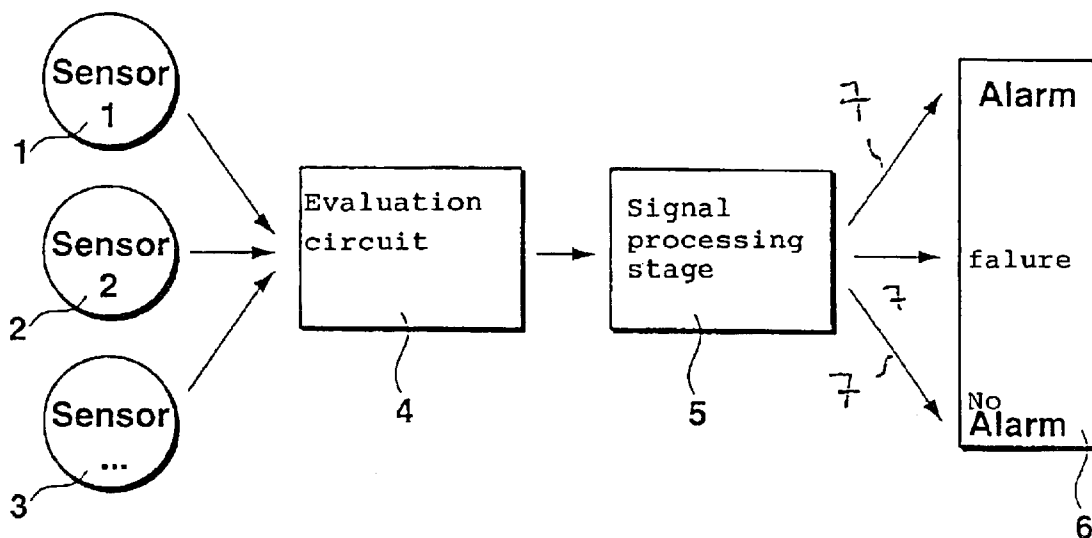 Sensor
1
1
Sensor
2
2
Sensor
...
3
Evaluation
circuit
4
Signal
processing
stage
5
7
7
7
Alarm
falure
No
Alarm
6